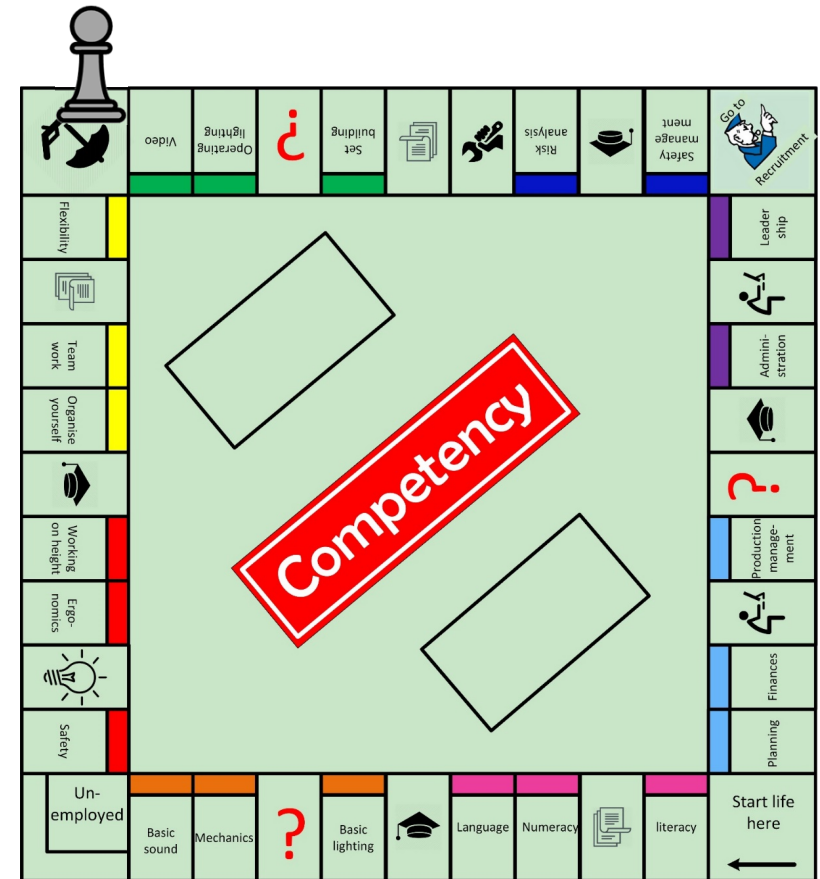 Video
Operating
lighting
?
Set
building
Risk
analysis
Safety
manage
ment
Go to
Recruitment
Flexibility
Team
work
Organise
yourself
Working
on height
Ergo-
nomics
Safety
Leader
ship
Admini-
stration
?
Production
manage-
ment
Finances
Planning
Competency
Un-
employed
Basic
sound
Mechanics
?
Basic
lighting
Language
Numeracy
literacy
Start life
here